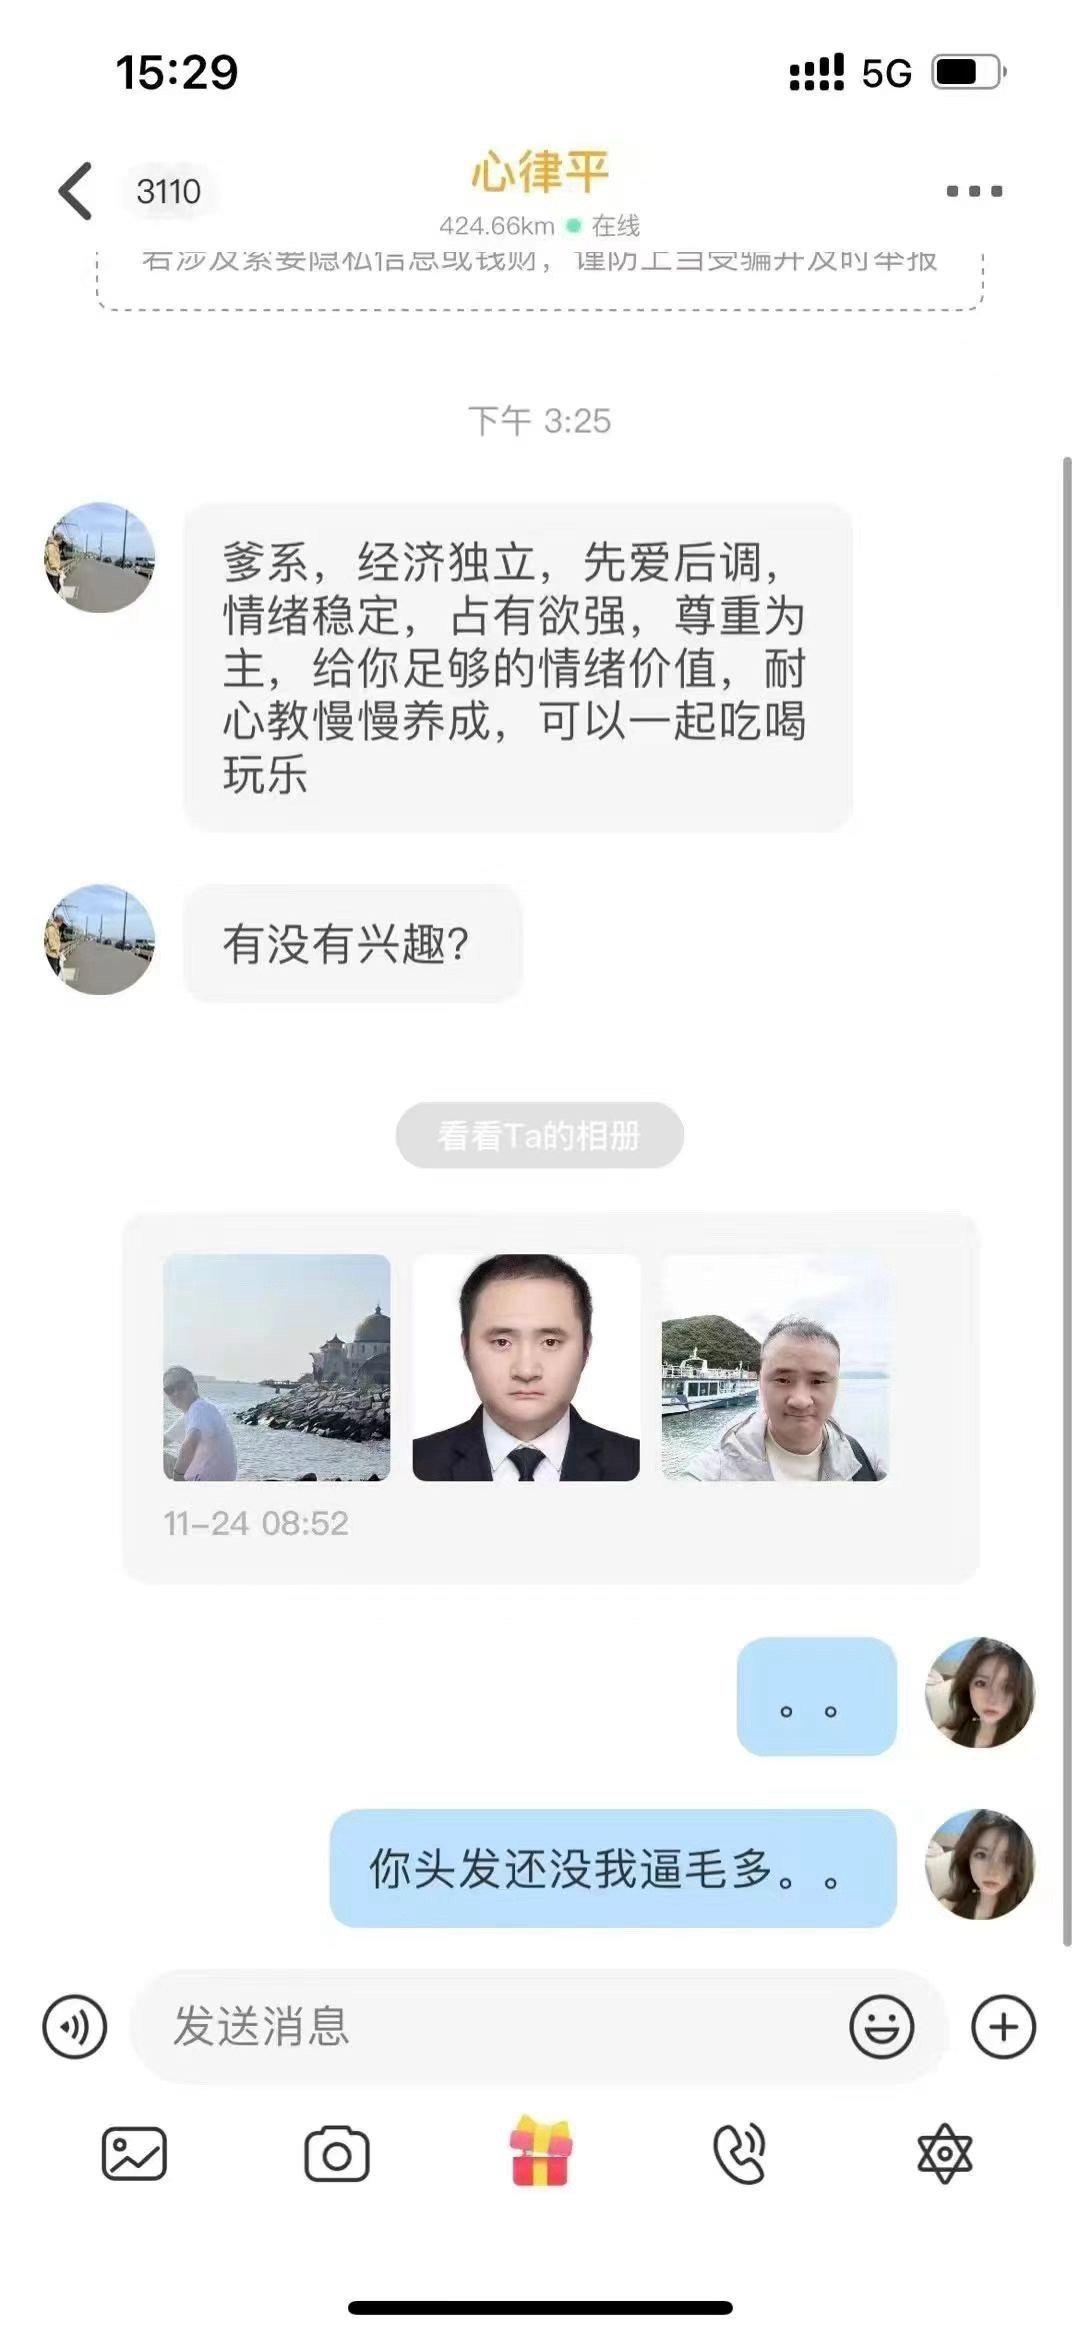 15:29
5G
3110
心律平
424.66km 在线
若涉及索要隐私信息或钱财，谨防上当受骗并及时举报
下午 3:25
爹系，经济独立，先爱后调，
情绪稳定，占有欲强，尊重为
主，给你足够的情绪价值，耐
心教慢慢养成，可以一起吃喝
玩乐
有没有兴趣？
看看Ta的相册
11-24 08:52
。。
你头发还没我逼毛多。。
发送消息